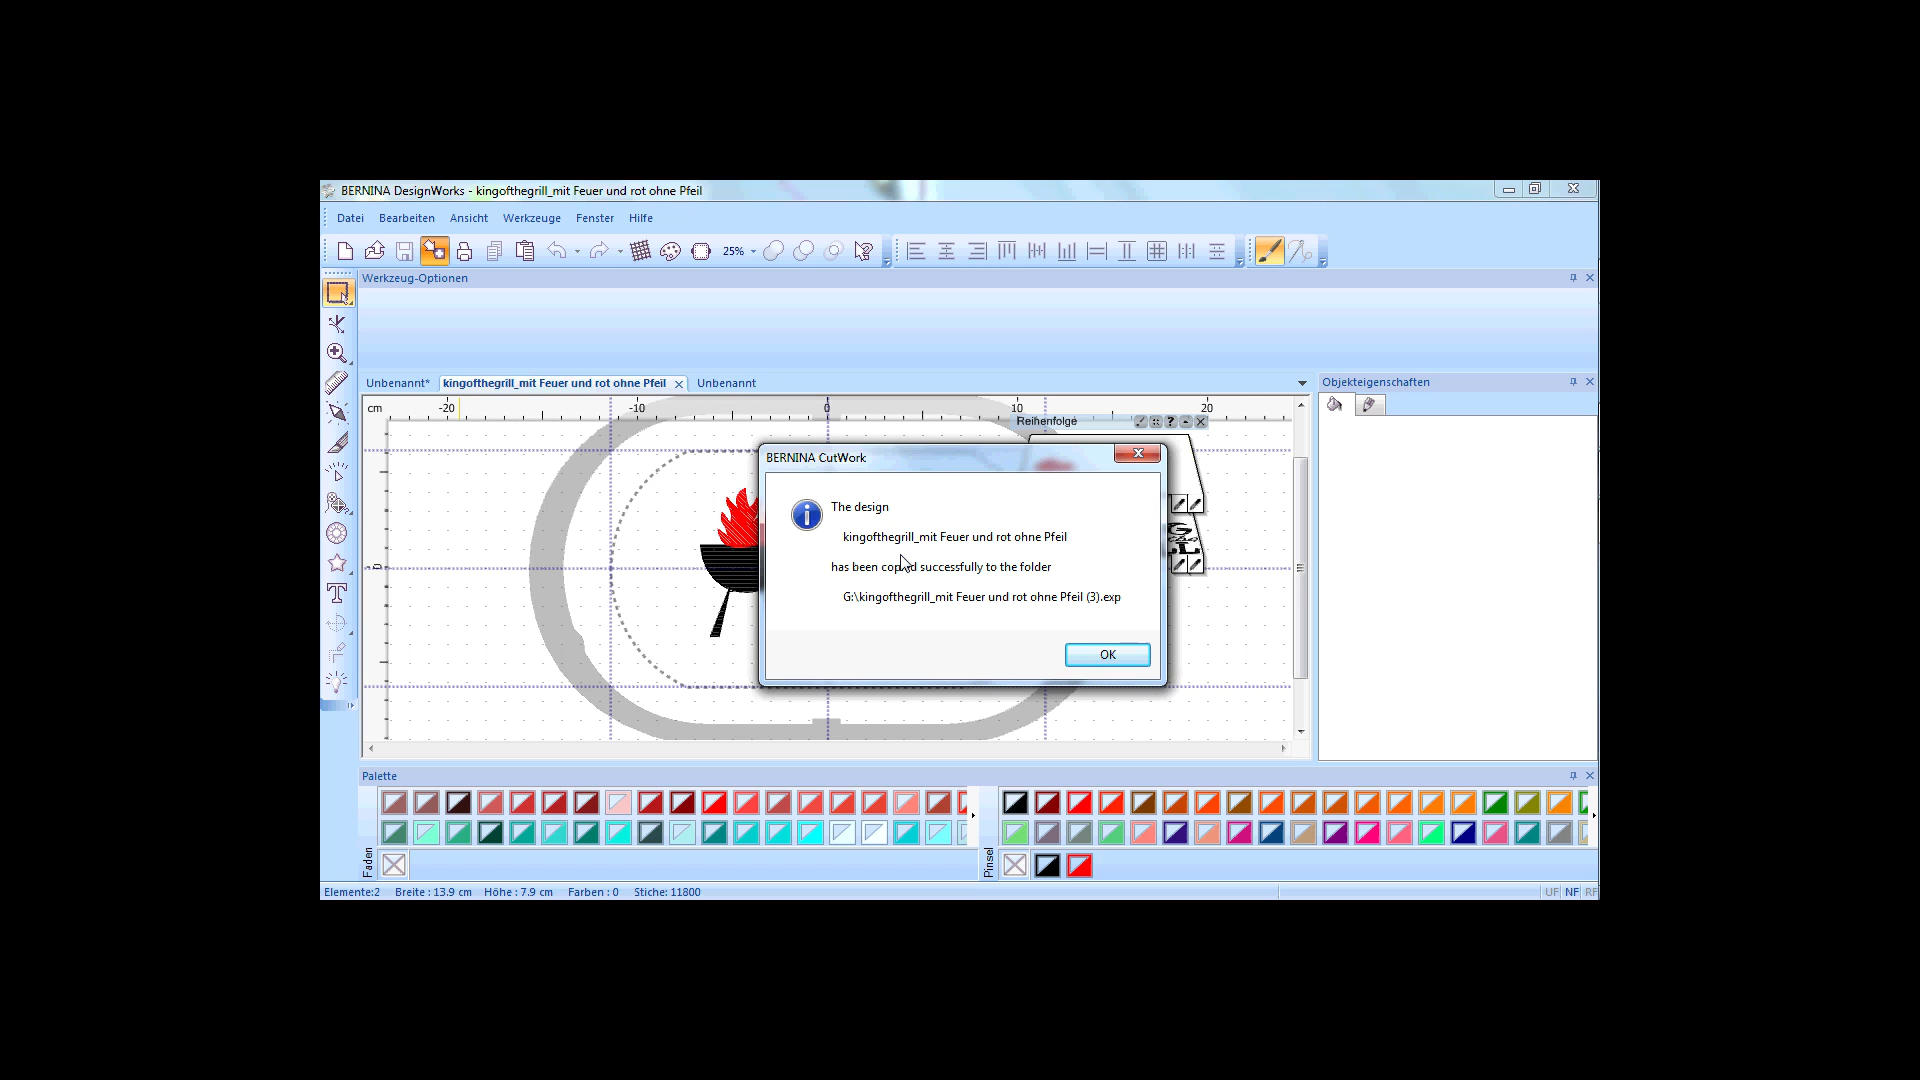 BERNINA DesignWorks - kingofthegrill_mit Feuer und rot ohne Pfeil
Datei Bearbeiten Ansicht Werkzeuge Fenster Hilfe
25%
Werkzeug-Optionen
Unbenannt* kingofthegrill_mit Feuer und rot ohne Pfeil Unbenannt
Objekteigenschaften
cm -20 -10 0 10 20
Reihenfolge
0
BERNINA CutWork
The design
kingofthegrill_mit Feuer und rot ohne Pfeil
has been copied successfully to the folder
G:\kingofthegrill_mit Feuer und rot ohne Pfeil (3).exp
OK
Palette
Faden
Pinsel
Elemente:2 Breite : 13.9 cm Höhe : 7.9 cm Farben : 0 Stiche: 11800
UF NF RF